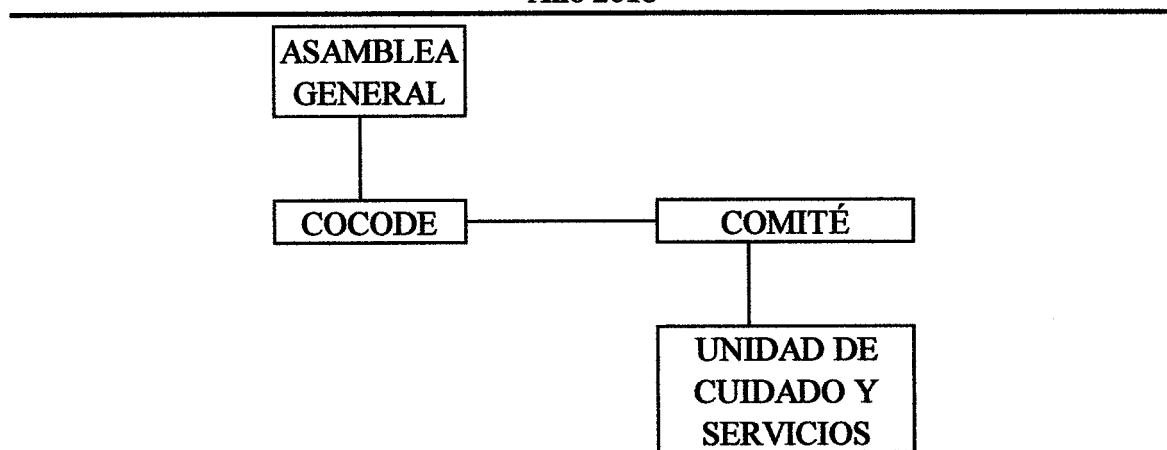 ASAMBLEA
GENERAL
COCODE
COMITÉ
UNIDAD DE
CUIDADO Y
SERVICIOS